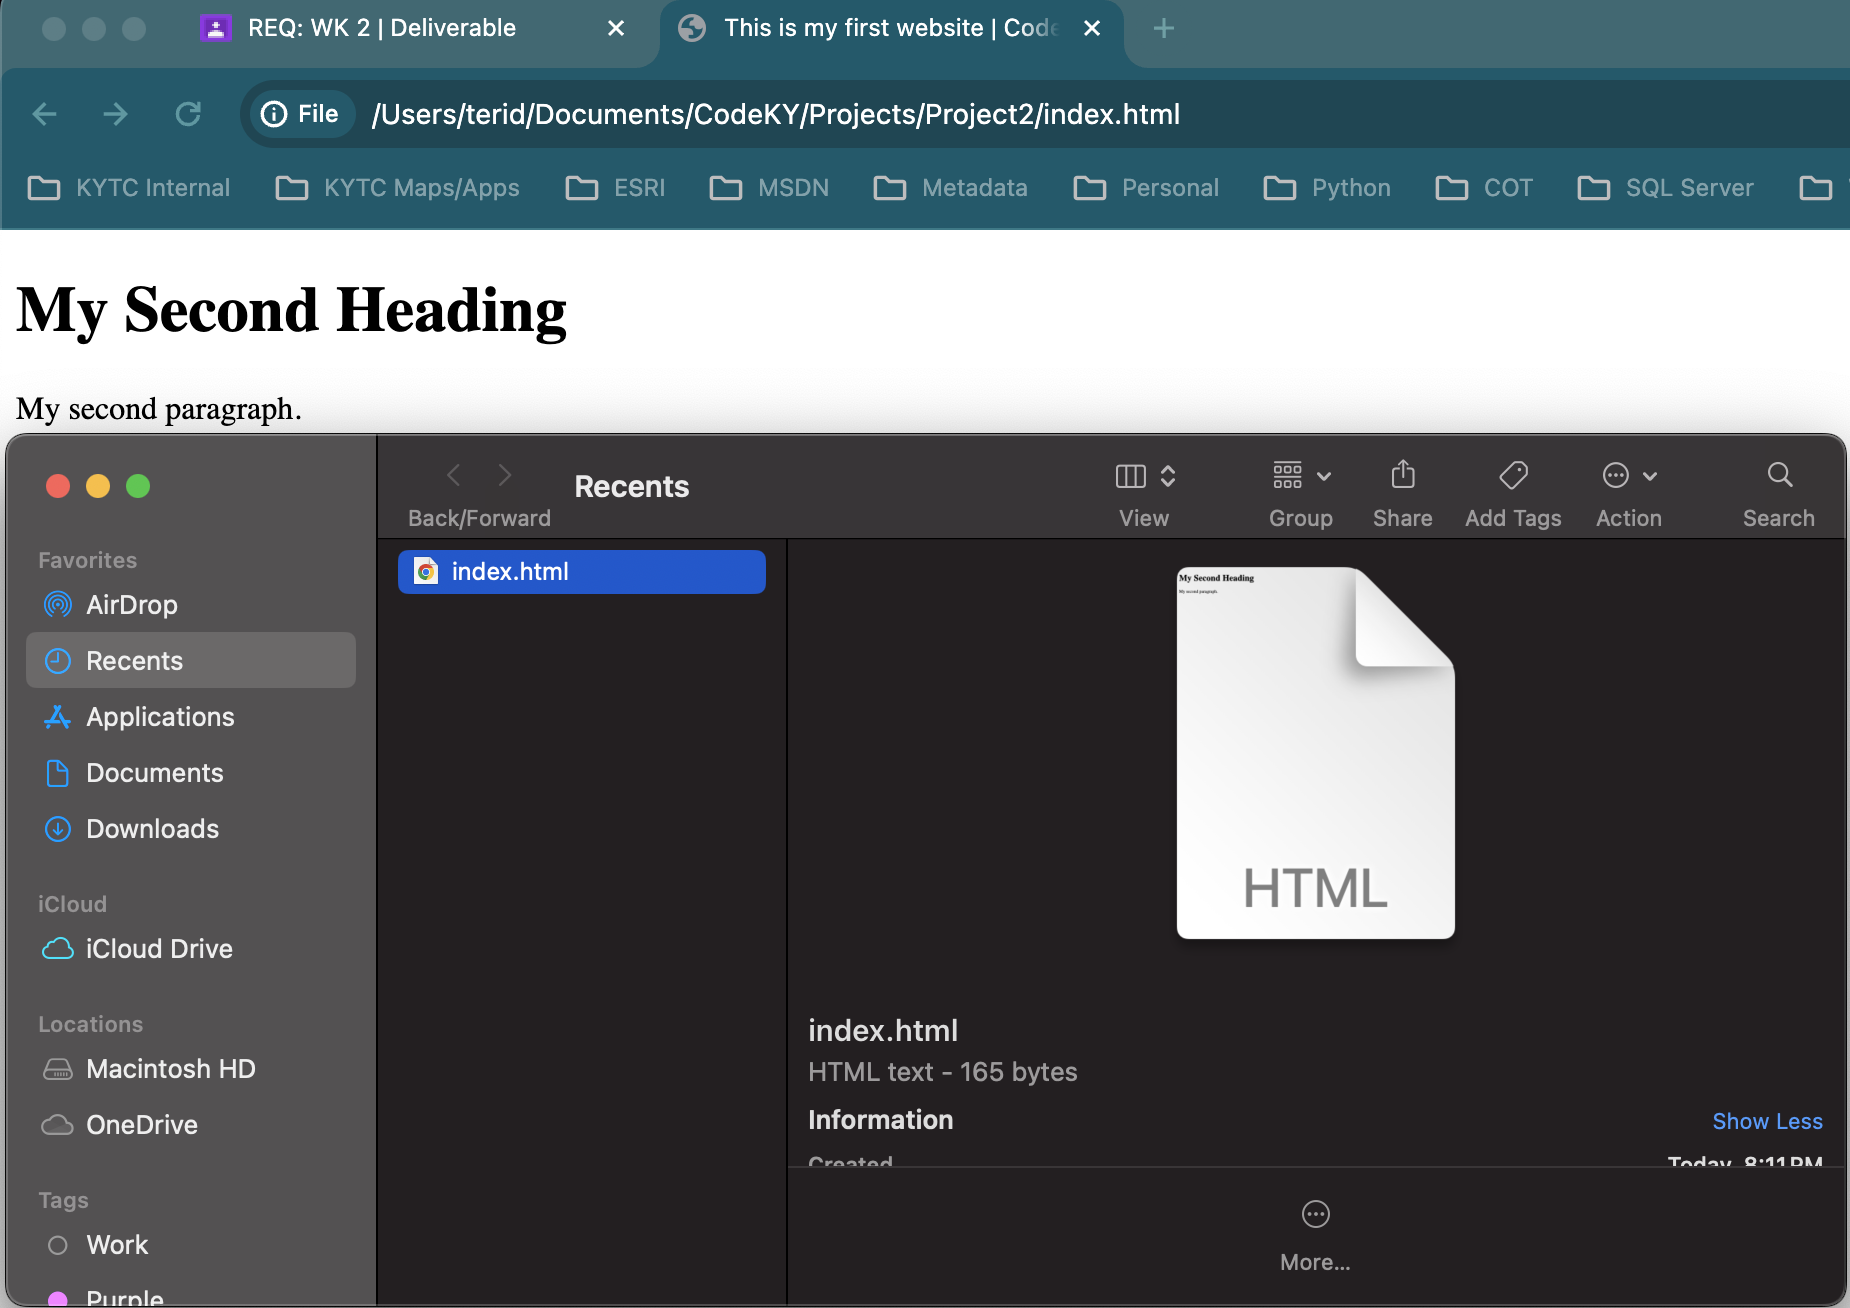 REQ: WK 2 | Deliverable
This is my first website | Code
File /Users/terid/Documents/CodeKY/Projects/Project2/index.html
KYTC Internal KYTC Maps/Apps ESRI MSDN Metadata Personal Python COT SQL Server
My Second Heading
My second paragraph.
Recents
Back/Forward View Group Share Add Tags Action Search
Favorites
AirDrop
Recents
Applications
Documents
Downloads
iCloud
iCloud Drive
Locations
Macintosh HD
OneDrive
Tags
Work
Purple
index.html
My Second Heading
My second paragraph.
HTML
index.html
HTML text - 165 bytes
Information Show Less
Created Today, 8:11 PM
More...